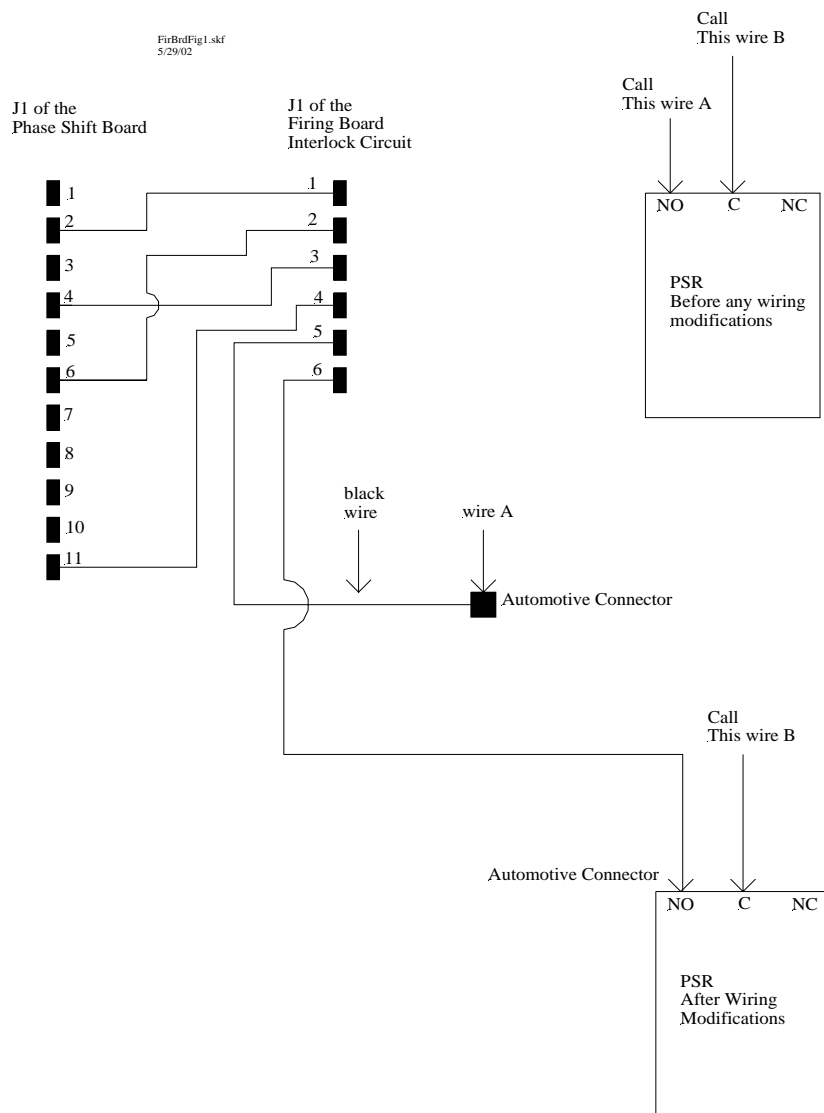 FirBrdFig1.skf
5/29/02
Call
This wire B
Call
This wire A
J1 of the
Phase Shift Board
J1 of the
Firing Board
Interlock Circuit
1
2
3
4
5
6
7
8
9
10
11
1
2
3
4
5
6
NO C NC
PSR
Before any wiring
modifications
black
wire
wire A
Automotive Connector
Call
This wire B
Automotive Connector
NO C NC
PSR
After Wiring
Modifications